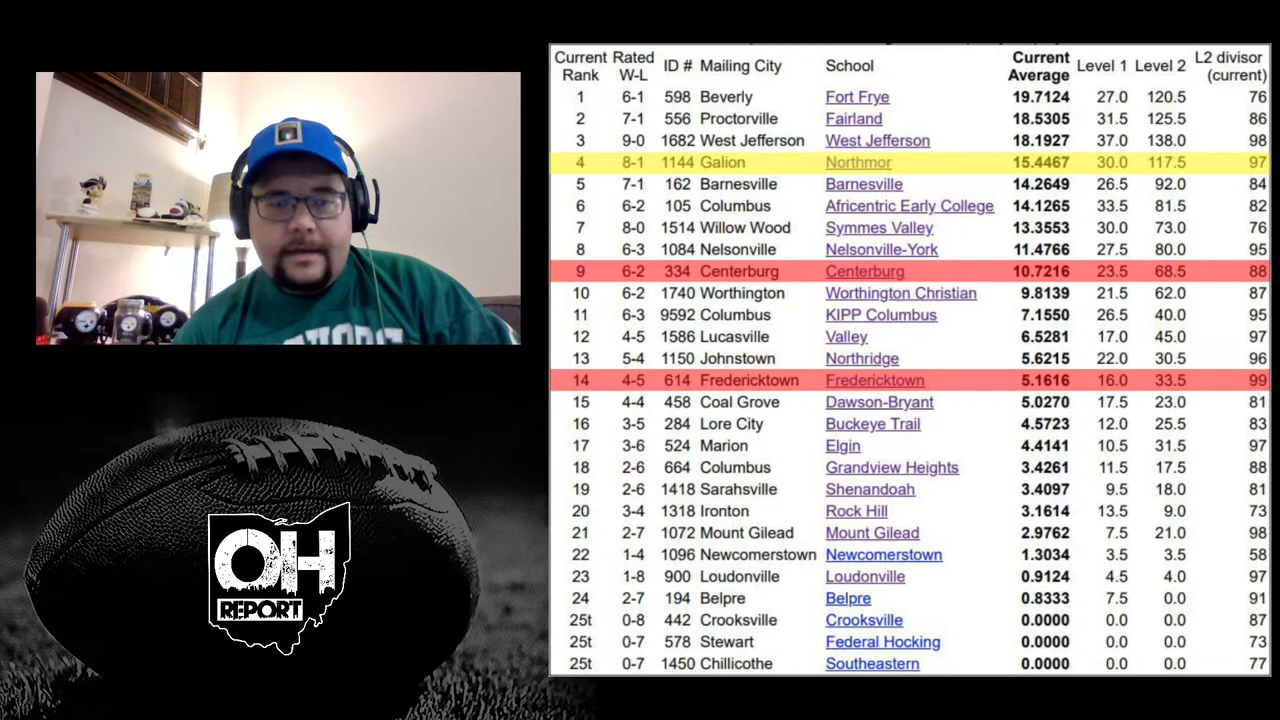 OH
REPORT
Current Rank Rated W-L ID # Mailing City School Current Average Level 1 Level 2 L2 divisor (current)
1 6-1 598 Beverly Fort Frye 19.7124 27.0 120.5 76
2 7-1 556 Proctorville Fairland 18.5305 31.5 125.5 86
3 9-0 1682 West Jefferson West Jefferson 18.1927 37.0 138.0 98
4 8-1 1144 Galion Northmor 15.4467 30.0 117.5 97
5 7-1 162 Barnesville Barnesville 14.2649 26.5 92.0 84
6 6-2 105 Columbus Africentric Early College 14.1265 33.5 81.5 82
7 8-0 1514 Willow Wood Symmes Valley 13.3553 30.0 73.0 76
8 6-3 1084 Nelsonville Nelsonville-York 11.4766 27.5 80.0 95
9 6-2 334 Centerburg Centerburg 10.7216 23.5 68.5 88
10 6-2 1740 Worthington Worthington Christian 9.8139 21.5 62.0 87
11 6-3 9592 Columbus KIPP Columbus 7.1550 26.5 40.0 95
12 4-5 1586 Lucasville Valley 6.5281 17.0 45.0 97
13 5-4 1150 Johnstown Northridge 5.6215 22.0 30.5 96
14 4-5 614 Fredericktown Fredericktown 5.1616 16.0 33.5 99
15 4-4 458 Coal Grove Dawson-Bryant 5.0270 17.5 23.0 81
16 3-5 284 Lore City Buckeye Trail 4.5723 12.0 25.5 83
17 3-6 524 Marion Elgin 4.4141 10.5 31.5 97
18 2-6 664 Columbus Grandview Heights 3.4261 11.5 17.5 88
19 2-6 1418 Sarahsville Shenandoah 3.4097 9.5 18.0 81
20 3-4 1318 Ironton Rock Hill 3.1614 13.5 9.0 73
21 2-7 1072 Mount Gilead Mount Gilead 2.9762 7.5 21.0 98
22 1-4 1096 Newcomerstown Newcomerstown 1.3034 3.5 3.5 58
23 1-8 900 Loudonville Loudonville 0.9124 4.5 4.0 97
24 2-7 194 Belpre Belpre 0.8333 7.5 0.0 91
25t 0-8 442 Crooksville Crooksville 0.0000 0.0 0.0 87
25t 0-7 578 Stewart Federal Hocking 0.0000 0.0 0.0 73
25t 0-7 1450 Chillicothe Southeastern 0.0000 0.0 0.0 77